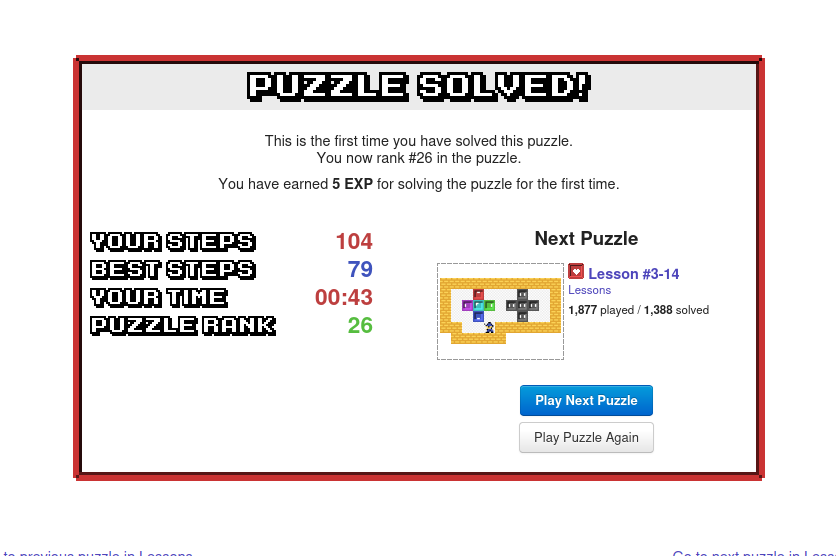 PUZZLE SOLVED!
This is the first time you have solved this puzzle.
You now rank #26 in the puzzle.
You have earned 5 EXP for solving the puzzle for the first time.
YOUR STEPS 104
BEST STEPS 79
YOUR TIME 00:43
PUZZLE RANK 26
Next Puzzle
Lesson #3-14
Lessons
1,877 played / 1,388 solved
Play Next Puzzle
Play Puzzle Again
to previous puzzle in Lessons
Go to next puzzle in